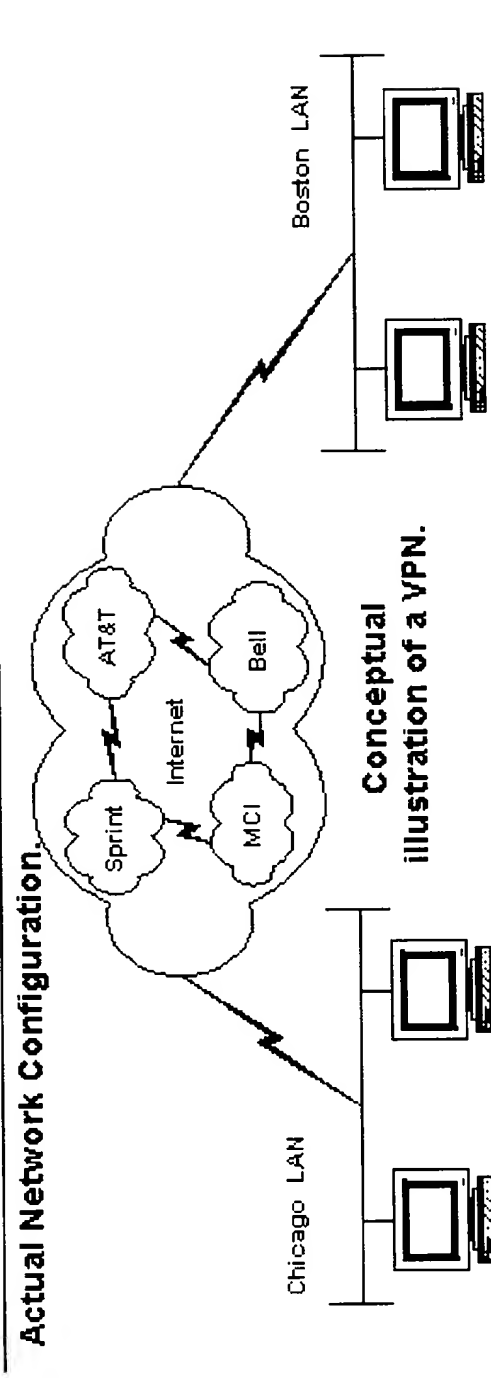 Actual Network Configuration.
Sprint
AT&T
Internet
MCI
Bell
Chicago LAN
Boston LAN
Conceptual
illustration of a VPN.